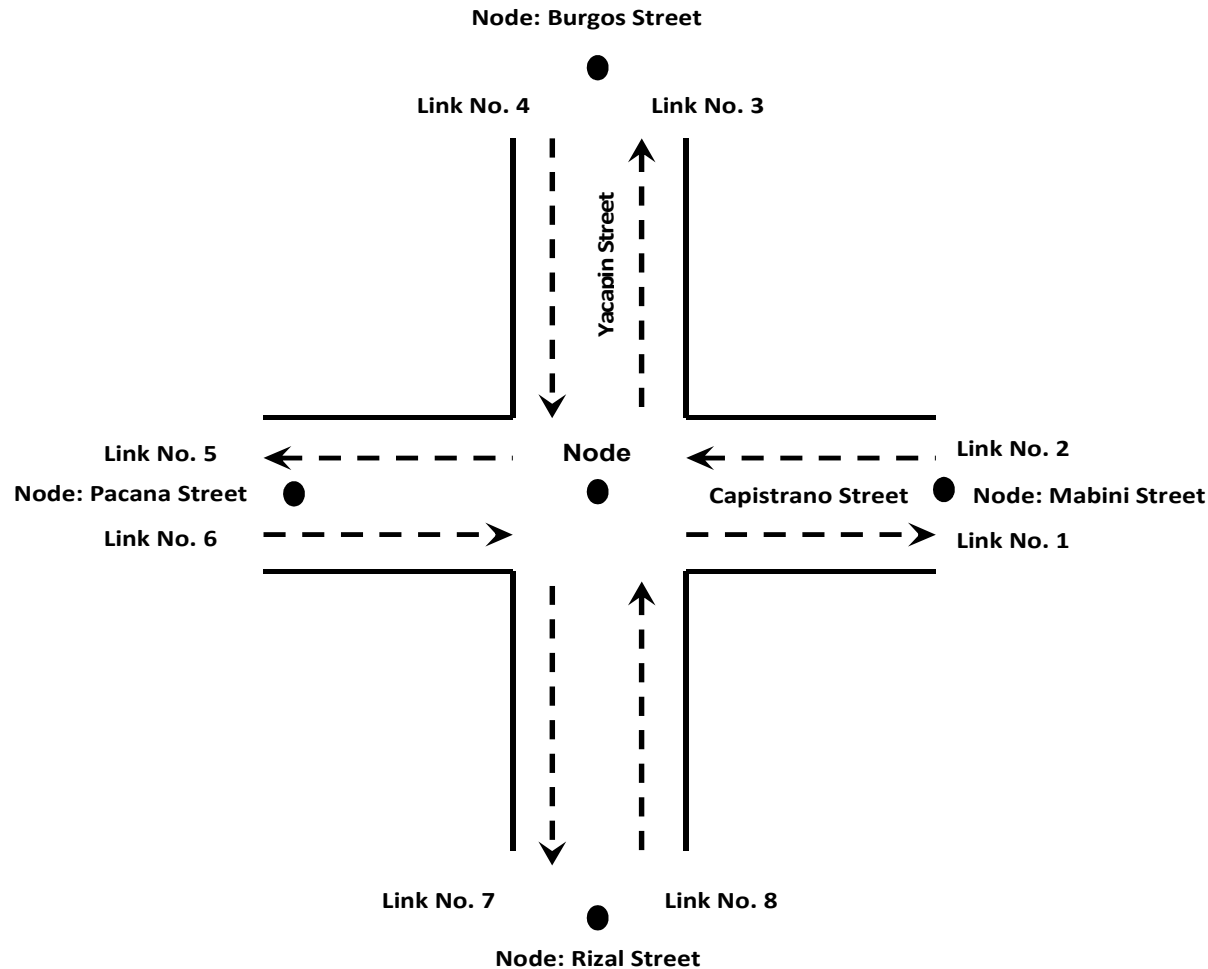 Node: Burgos Street
Link No. 4
Link No. 3
Yacapin Street
Link No. 5
Node
Link No. 2
Node: Pacana Street
Capistrano Street
Node: Mabini Street
Link No. 6
Link No. 1
Link No. 7
Link No. 8
Node: Rizal Street